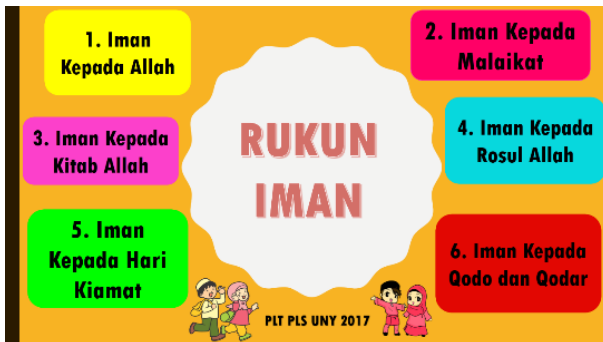 1. Iman
Kepada Allah
2. Iman Kepada
Malaikat
3. Iman Kepada
Kitab Allah
RUKUN
IMAN
4. Iman Kepada
Rosul Allah
5. Iman
Kepada Hari
Kiamat
6. Iman Kepada
Qodo dan Qodar
PLT PLS UNY 2017